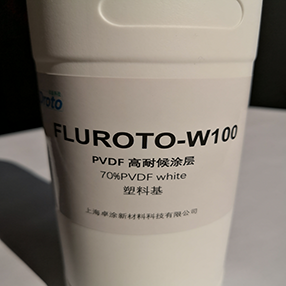 roto
FLUROTO-W100
PVDF 高耐候涂层
70%PVDF white
塑料基
上海卓涂新材料科技有限公司